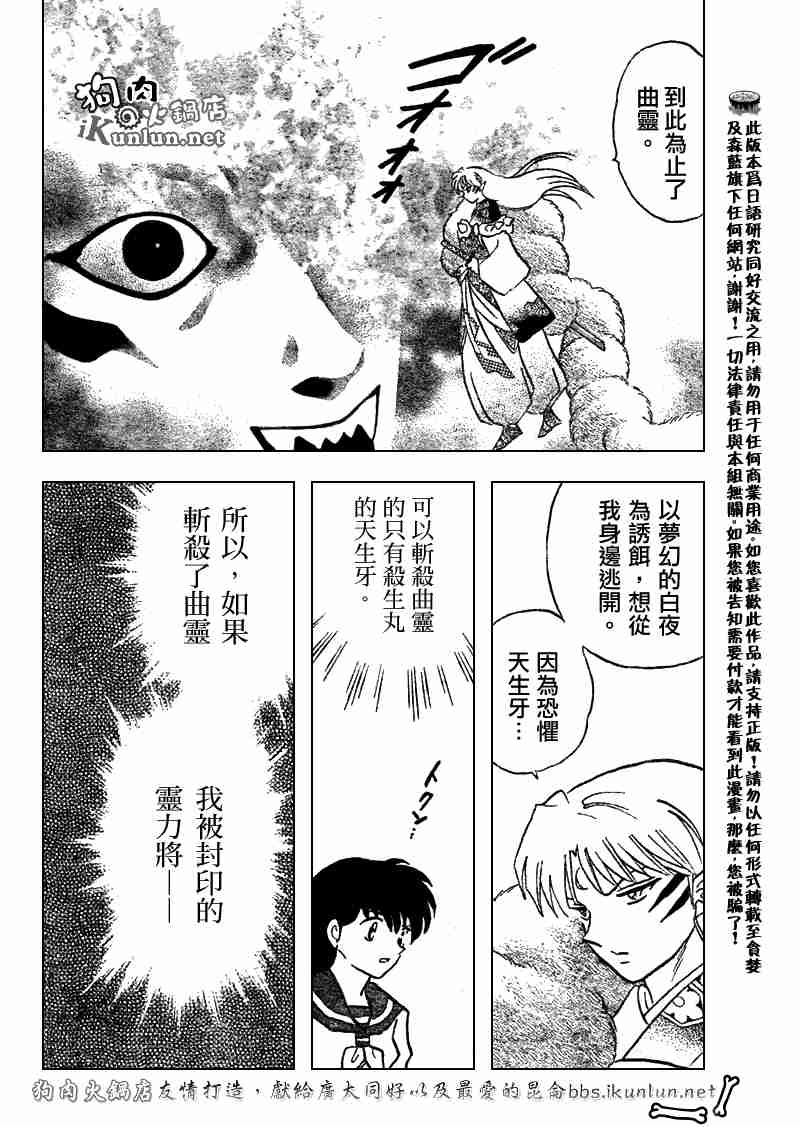 狗肉の火鍋店
iKunlun.net
ゴオオ
到此為止了
曲靈。
以夢幻的白夜
為誘餌，想從
我身邊逃開。
因為恐懼
天生牙…
可以斬殺曲靈
的只有殺生丸
的天生牙。
トクン…
所以，如果
斬殺了曲靈
我被封印的
靈力將——
此版本爲日語研究同好交流之用，請勿用于任何商業用途。如您喜歡此作品，請支持正版！請勿以任何形式轉載至貪婪
及森藍旗下任何網站，謝謝！一切法律責任與本組無關。如果您被告知需要付款才能看到此漫畫，那麽，您被騙了！
狗肉火鍋店友情打造，獻給廣大同好以及最愛的昆侖bbs.ikunlun.net